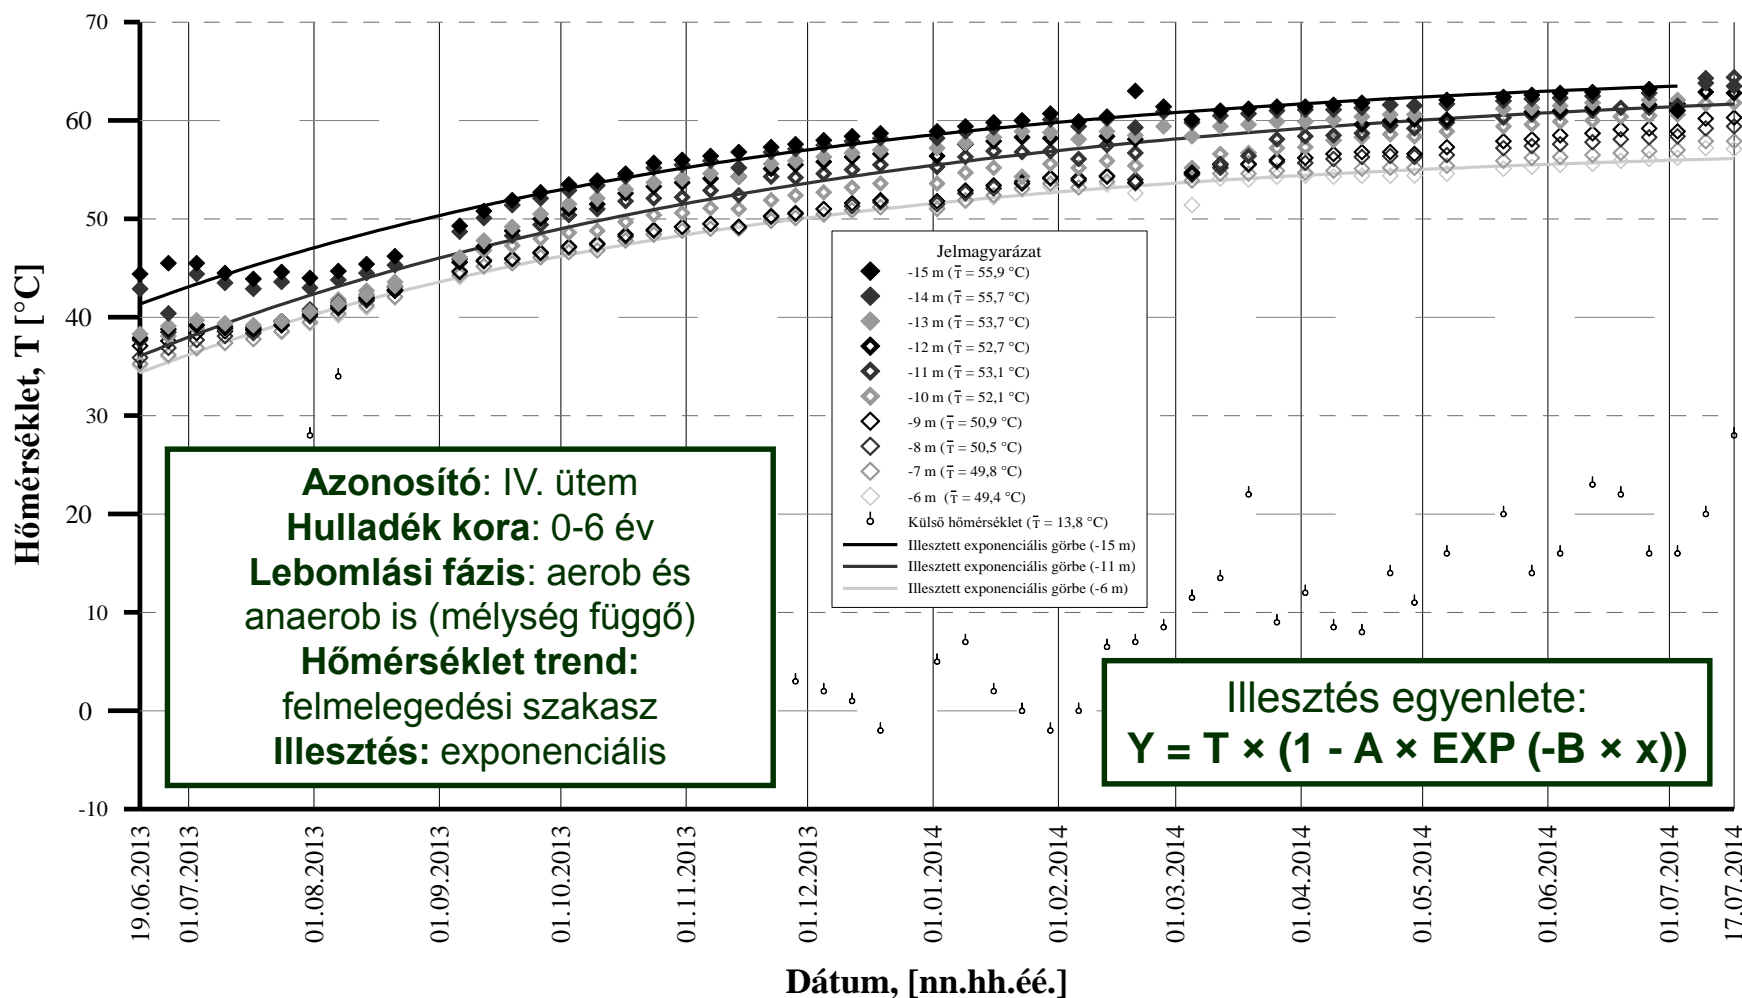 70
60
50
40
30
20
10
0
-10
Hőmérséklet, T [°C]
Jelmagyarázat
-15 m (T̄ = 55,9 °C)
-14 m (T̄ = 55,7 °C)
-13 m (T̄ = 53,7 °C)
-12 m (T̄ = 52,7 °C)
-11 m (T̄ = 53,1 °C)
-10 m (T̄ = 52,1 °C)
-9 m (T̄ = 50,9 °C)
-8 m (T̄ = 50,5 °C)
-7 m (T̄ = 49,8 °C)
-6 m (T̄ = 49,4 °C)
Külső hőmérséklet (T̄ = 13,8 °C)
Illesztett exponenciális görbe (-15 m)
Illesztett exponenciális görbe (-11 m)
Illesztett exponenciális görbe (-6 m)
Azonosító: IV. ütem
Hulladék kora: 0-6 év
Lebomlási fázis: aerob és
anaerob is (mélység függő)
Hőmérséklet trend:
felmelegedési szakasz
Illesztés: exponenciális
Illesztés egyenlete:
Y = T × (1 - A × EXP (-B × x))
19.06.2013
01.07.2013
01.08.2013
01.09.2013
01.10.2013
01.11.2013
01.12.2013
01.01.2014
01.02.2014
01.03.2014
01.04.2014
01.05.2014
01.06.2014
01.07.2014
17.07.2014
Dátum, [nn.hh.éé.]